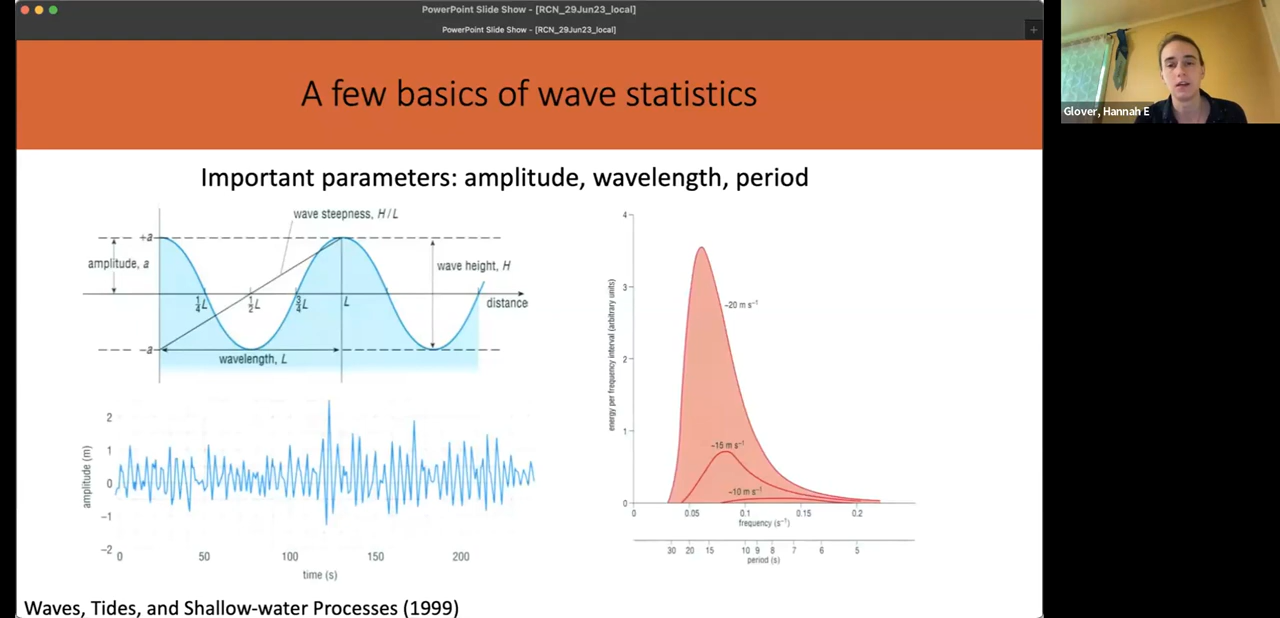 PowerPoint Slide Show - [RCN_29Jun23_local]
PowerPoint Slide Show - [RCN_29Jun23_local]
+
Glover, Hannah E
A few basics of wave statistics
Important parameters: amplitude, wavelength, period
wave steepness, H/L
+a
amplitude, a
wave height, H
1/4 L
1/2 L
3/4 L
L
distance
-a
wavelength, L
2
1
0
-1
-2
amplitude (m)
0 50 100 150 200
time (s)
4
3
2
1
0
energy per frequency interval (arbitrary units)
~20 m s⁻¹
~15 m s⁻¹
~10 m s⁻¹
0 0.05 0.1 0.15 0.2
frequency (s⁻¹)
30 20 15 10 9 8 7 6 5
period (s)
Waves, Tides, and Shallow-water Processes (1999)